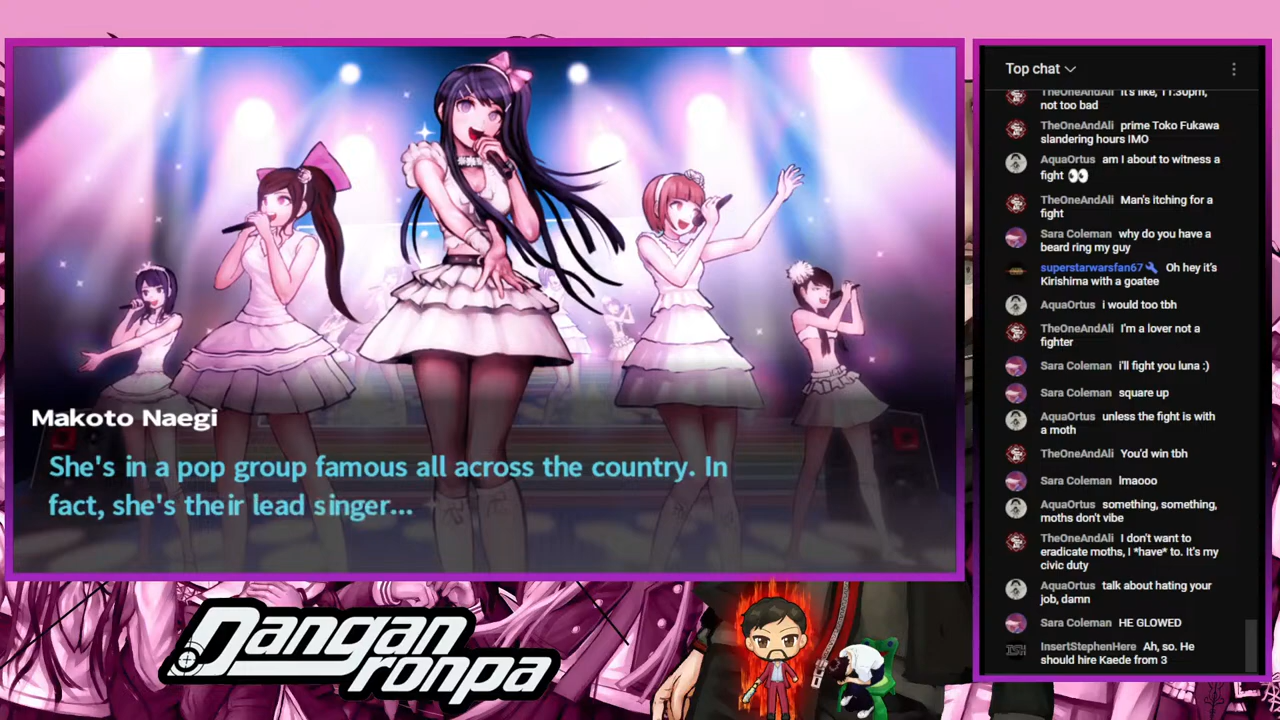 Makoto Naegi
She's in a pop group famous all across the country. In
fact, she's their lead singer...
Dangan
ronpa
Top chat
TheOneAndAli it's like, 11:30pm,
not too bad
TheOneAndAli prime Toko Fukawa
slandering hours IMO
AquaOrtus am I about to witness a
fight 👀
TheOneAndAli Man's itching for a
fight
Sara Coleman why do you have a
beard ring my guy
superstarwarsfan67 Oh hey it's
Kirishima with a goatee
AquaOrtus i would too tbh
TheOneAndAli I'm a lover not a
fighter
Sara Coleman i'll fight you luna :)
Sara Coleman square up
AquaOrtus unless the fight is with
a moth
TheOneAndAli You'd win tbh
Sara Coleman lmaooo
AquaOrtus something, something,
moths don't vibe
TheOneAndAli I don't want to
eradicate moths, I *have* to. It's my
civic duty
AquaOrtus talk about hating your
job, damn
Sara Coleman HE GLOWED
ISH
InsertStephenHere Ah, so. He
should hire Kaede from 3